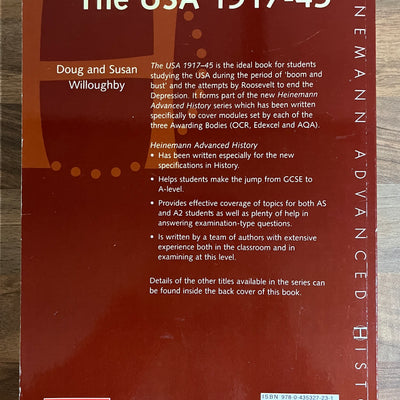 The USA 1917-45
Doug and Susan
Willoughby
The USA 1917–45 is the ideal book for students
studying the USA during the period of 'boom and
bust' and the attempts by Roosevelt to end the
Depression. It forms part of the new Heinemann
Advanced History series which has been written
specifically to cover modules set by each of the
three Awarding Bodies (OCR, Edexcel and AQA).
Heinemann Advanced History
• Has been written especially for the new
specifications in History.
• Helps students make the jump from GCSE to
A-level.
• Provides effective coverage of topics for both AS
and A2 students as well as plenty of help in
answering examination-type questions.
• Is written by a team of authors with extensive
experience both in the classroom and in
examining at this level.
Details of the other titles available in the series can
be found inside the back cover of this book.
NEMANN ADVANCED HIST
ISBN 978-0-435327-23-1